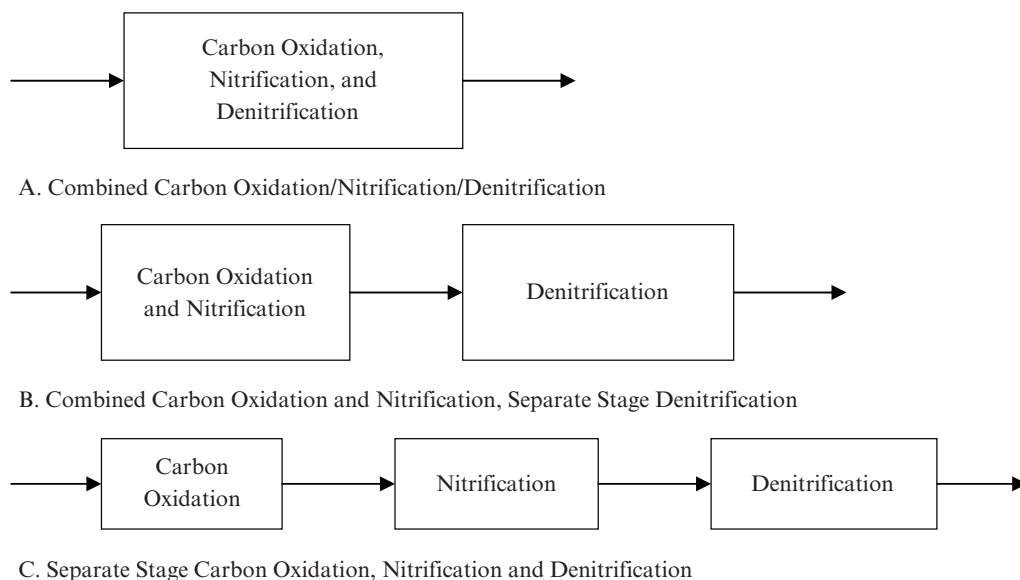 Carbon Oxidation,
Nitrification, and
Denitrification
A. Combined Carbon Oxidation/Nitrification/Denitrification
Carbon Oxidation
and Nitrification
Denitrification
B. Combined Carbon Oxidation and Nitrification, Separate Stage Denitrification
Carbon
Oxidation
Nitrification
Denitrification
C. Separate Stage Carbon Oxidation, Nitrification and Denitrification